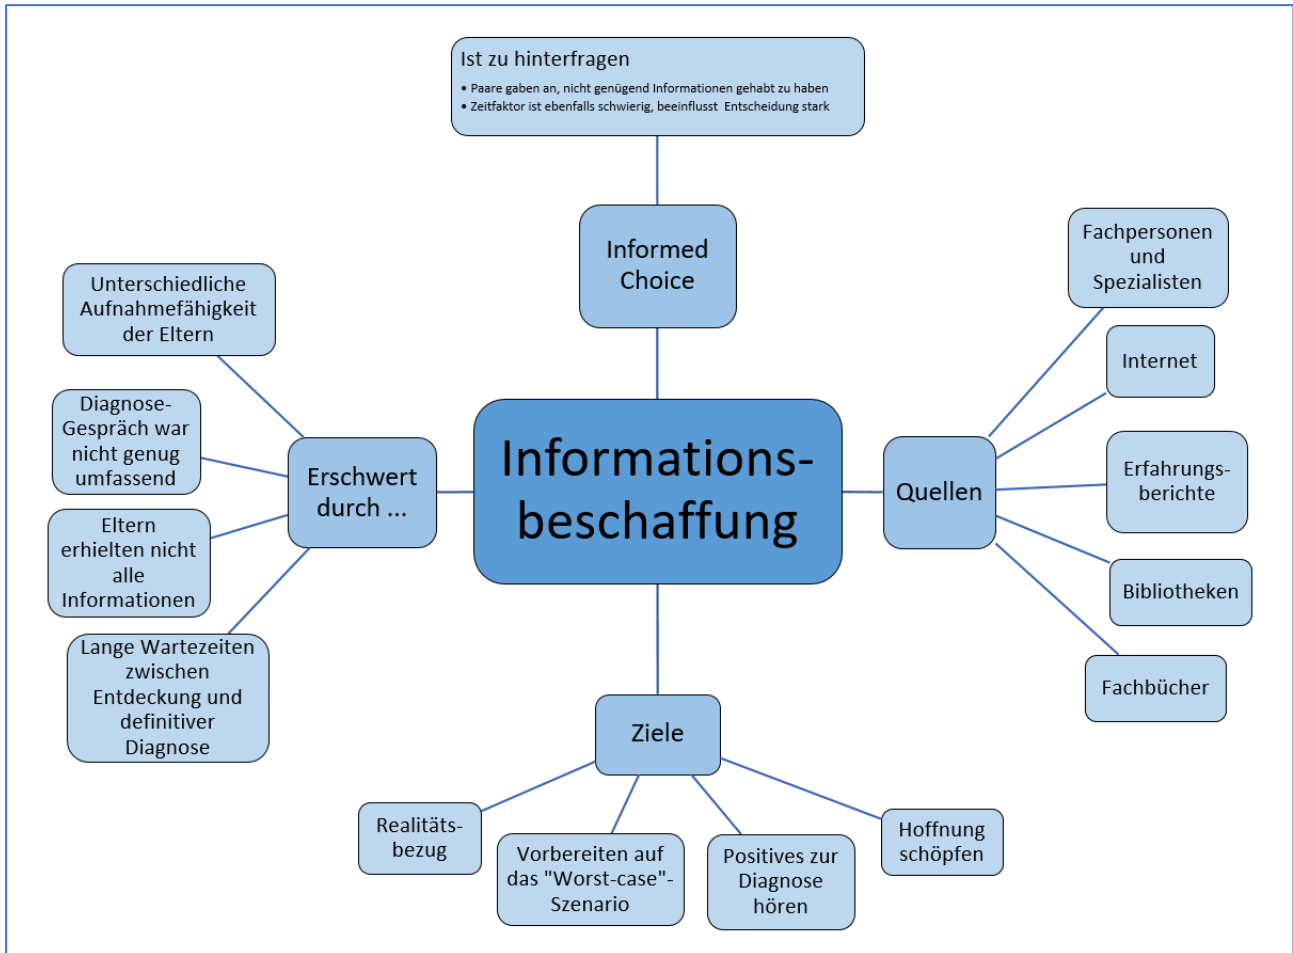 Ist zu hinterfragen
• Paare gaben an, nicht genügend Informationen gehabt zu haben
• Zeitfaktor ist ebenfalls schwierig, beeinflusst Entscheidung stark
Informed
Choice
Unterschiedliche
Aufnahmefähigkeit
der Eltern
Diagnose-
Gespräch war
nicht genug
umfassend
Eltern
erhielten nicht
alle
Informationen
Lange Wartezeiten
zwischen
Entdeckung und
definitiver
Diagnose
Erschwert
durch ...
Informations-
beschaffung
Quellen
Fachpersonen
und
Spezialisten
Internet
Erfahrungs-
berichte
Bibliotheken
Fachbücher
Ziele
Realitäts-
bezug
Vorbereiten auf
das "Worst-case"-
Szenario
Positives zur
Diagnose
hören
Hoffnung
schöpfen